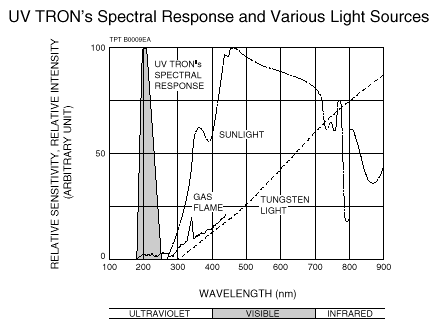 UV TRON's Spectral Response and Various Light Sources
TPT B0009EA
RELATIVE SENSITIVITY, RELATIVE INTENSITY
(ARBITRARY UNIT)
100
50
0
UV TRON's
SPECTRAL
RESPONSE
SUNLIGHT
GAS
FLAME
TUNGSTEN
LIGHT
100 200 300 400 500 600 700 800 900
WAVELENGTH (nm)
ULTRAVIOLET VISIBLE INFRARED